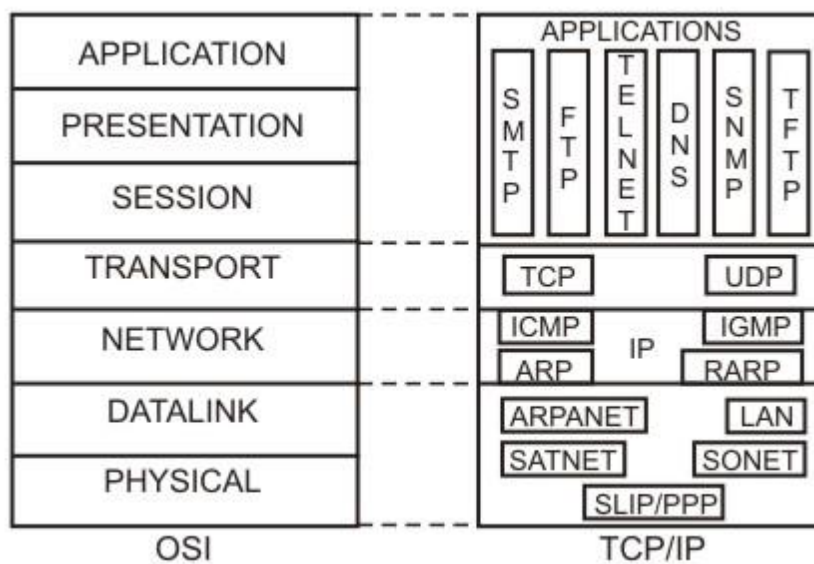 APPLICATION
PRESENTATION
SESSION
TRANSPORT
NETWORK
DATALINK
PHYSICAL
OSI
APPLICATIONS
SMTP
FTP
TELNET
DNS
SNMP
TFTP
TCP
UDP
ICMP
IGMP
IP
ARP
RARP
ARPANET
LAN
SATNET
SONET
SLIP/PPP
TCP/IP